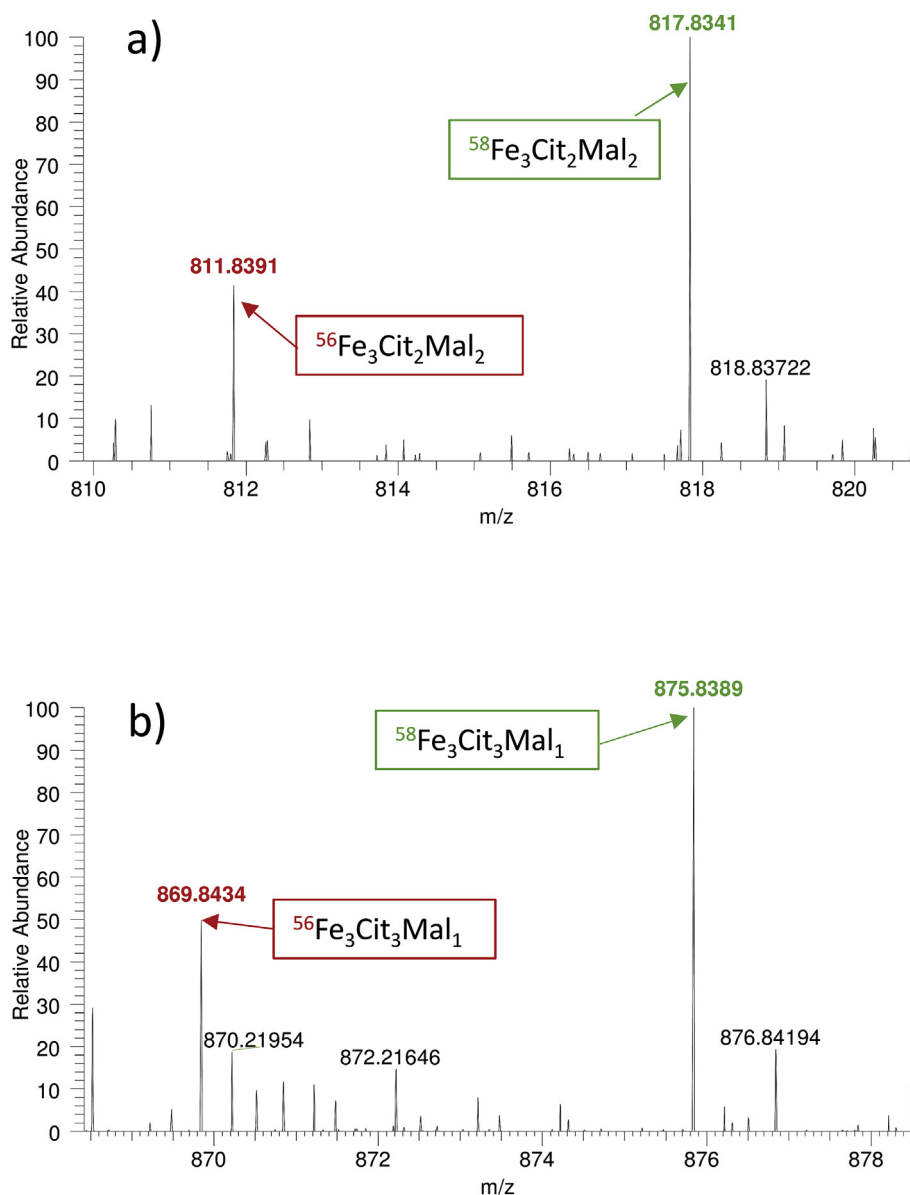 a)
817.8341
⁵⁸Fe₃Cit₂Mal₂
811.8391
⁵⁶Fe₃Cit₂Mal₂
818.83722
Relative Abundance
100
90
80
70
60
50
40
30
20
10
0
810 812 814 816 818 820
m/z
b)
875.8389
⁵⁸Fe₃Cit₃Mal₁
869.8434
⁵⁶Fe₃Cit₃Mal₁
870.21954
872.21646
876.84194
Relative Abundance
100
90
80
70
60
50
40
30
20
10
0
870 872 874 876 878
m/z